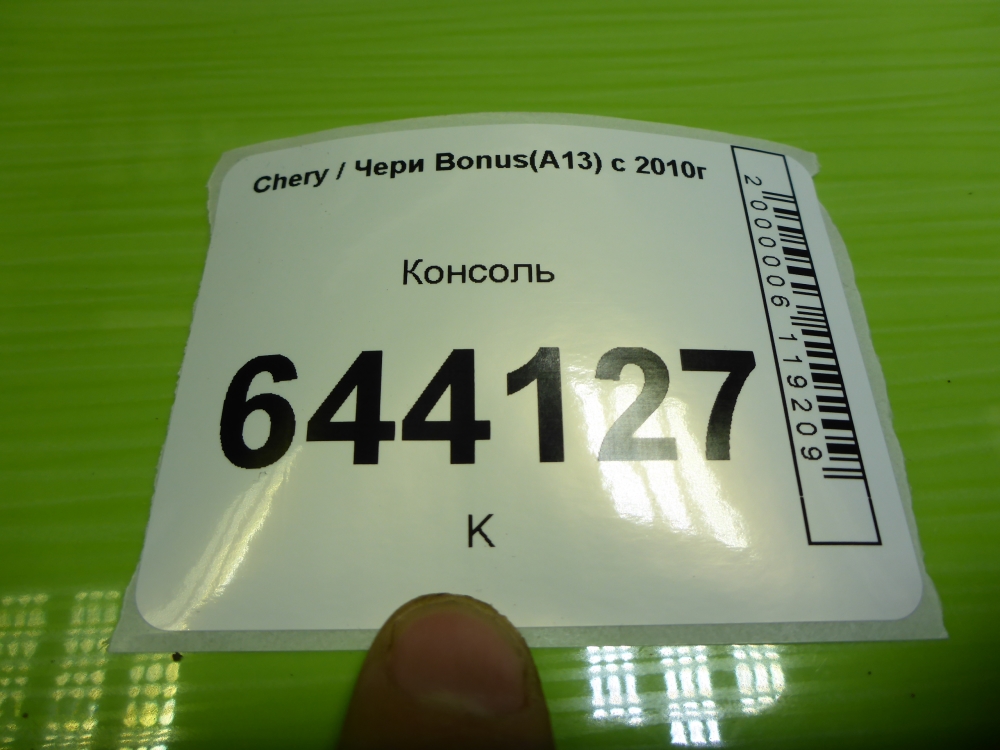 Chery / Чери Bonus(A13) с 2010г
Консоль
644127
К
2000006119209